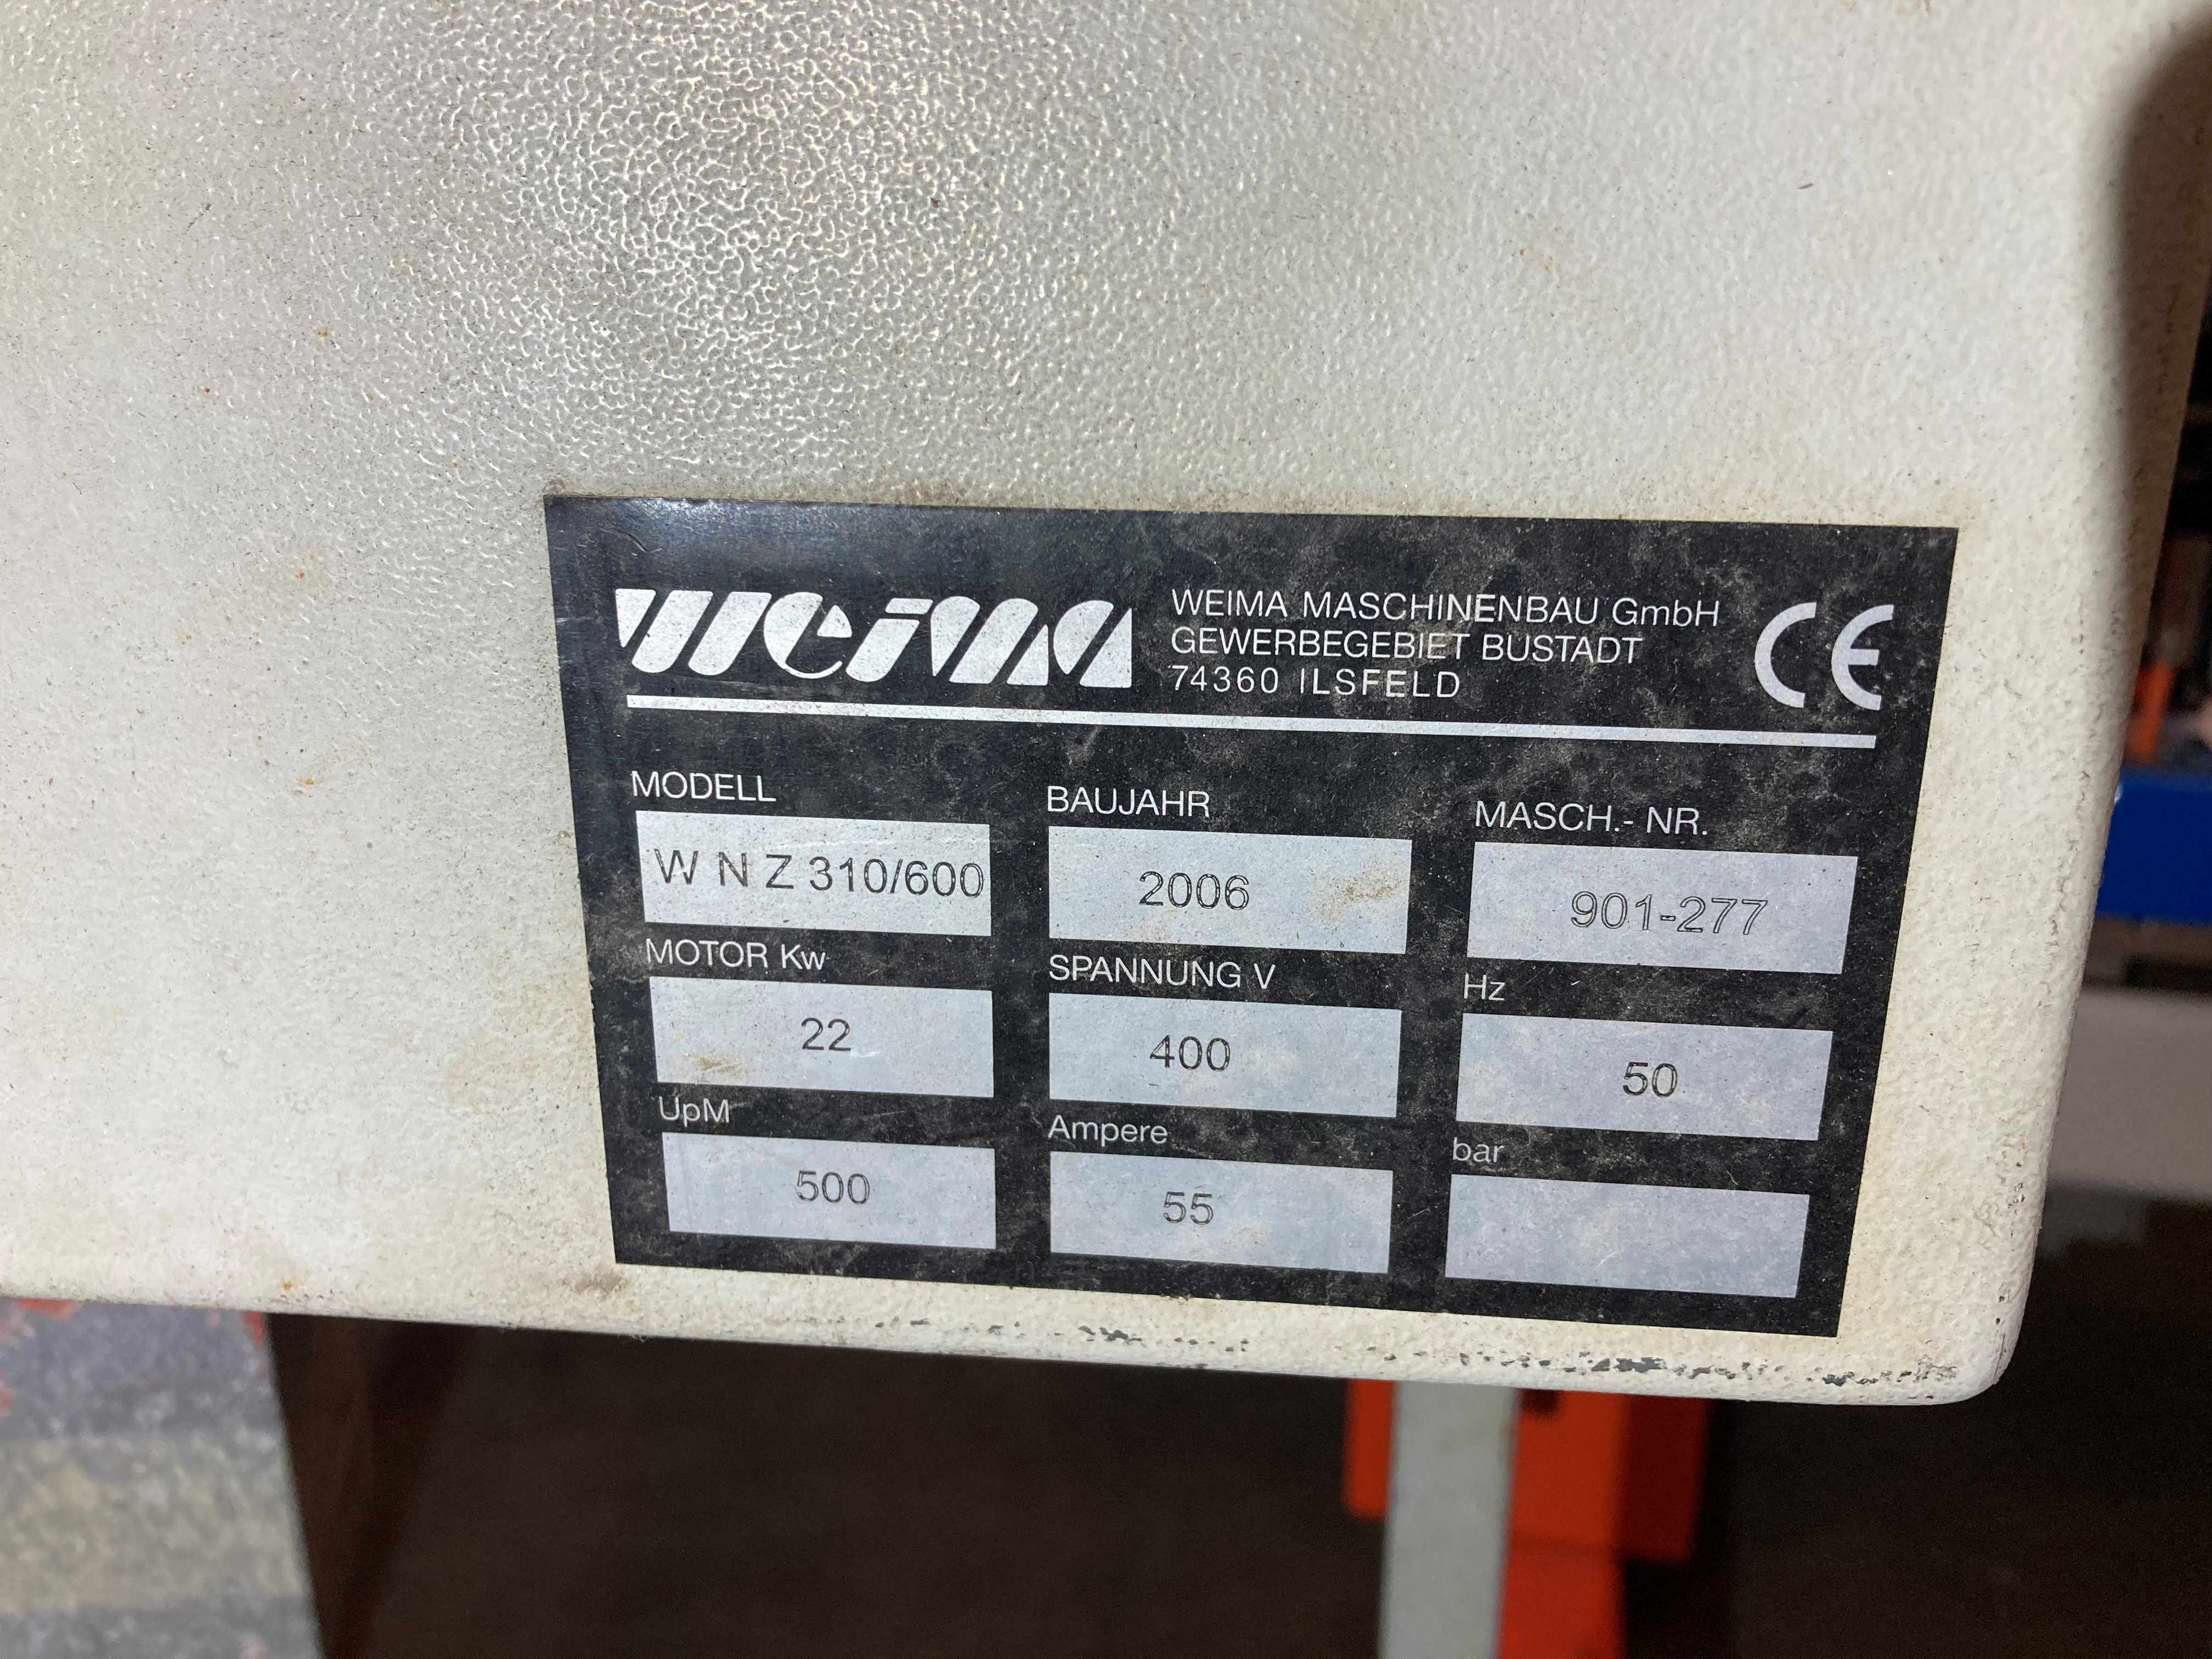 weima
WEIMA MASCHINENBAU GmbH
GEWERBEGEBIET BUSTADT
74360 ILSFELD
CE
MODELL
BAUJAHR
MASCH.- NR.
W N Z 310/600
2006
901-277
MOTOR Kw
SPANNUNG V
Hz
22
400
50
UpM
Ampere
bar
500
55